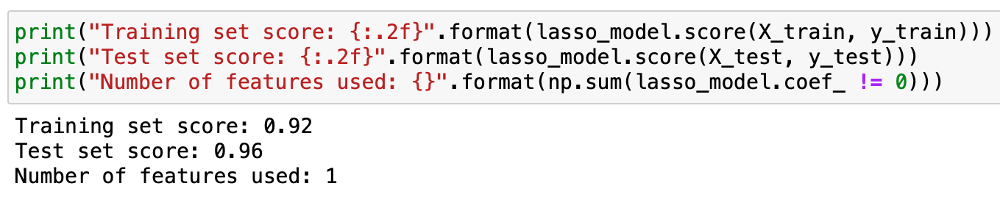 print("Training set score: {:.2f}".format(lasso_model.score(X_train, y_train)))
print("Test set score: {:.2f}".format(lasso_model.score(X_test, y_test)))
print("Number of features used: {}".format(np.sum(lasso_model.coef_ != 0)))
Training set score: 0.92
Test set score: 0.96
Number of features used: 1